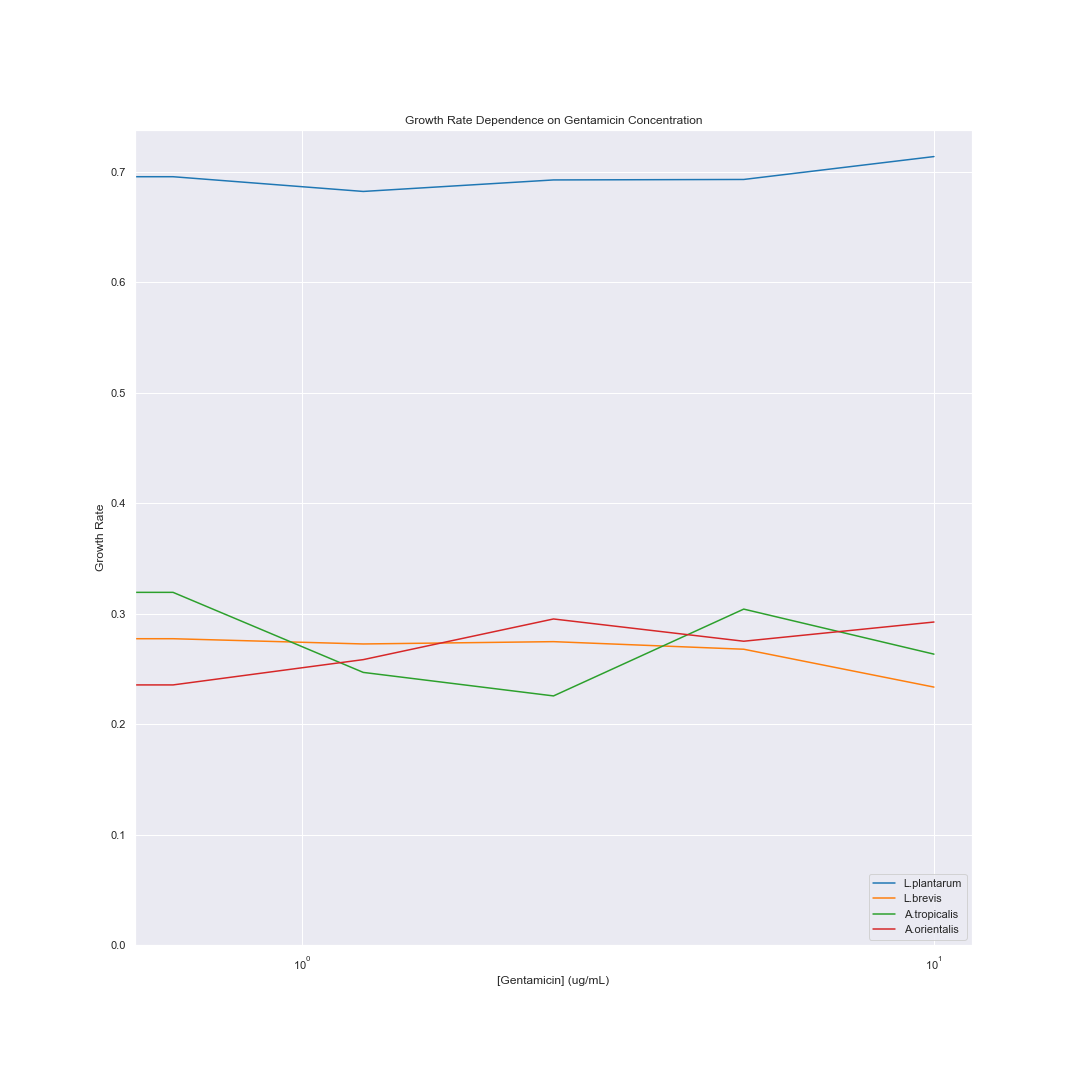 Growth Rate Dependence on Gentamicin Concentration
Growth Rate
0.7
0.6
0.5
0.4
0.3
0.2
0.1
0.0
10⁰
10¹
[Gentamicin] (ug/mL)
L.plantarum
L.brevis
A.tropicalis
A.orientalis